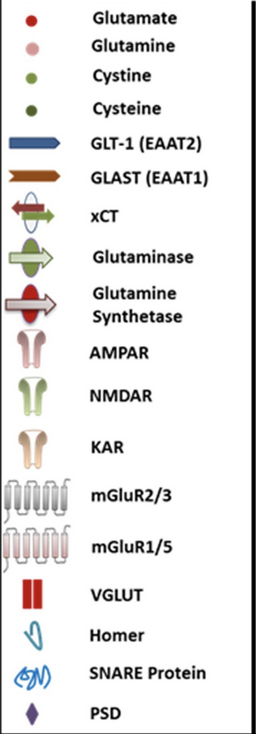 Glutamate
Glutamine
Cystine
Cysteine
GLT-1 (EAAT2)
GLAST (EAAT1)
xCT
Glutaminase
Glutamine
Synthetase
AMPAR
NMDAR
KAR
mGluR2/3
mGluR1/5
VGLUT
Homer
SNARE Protein
PSD